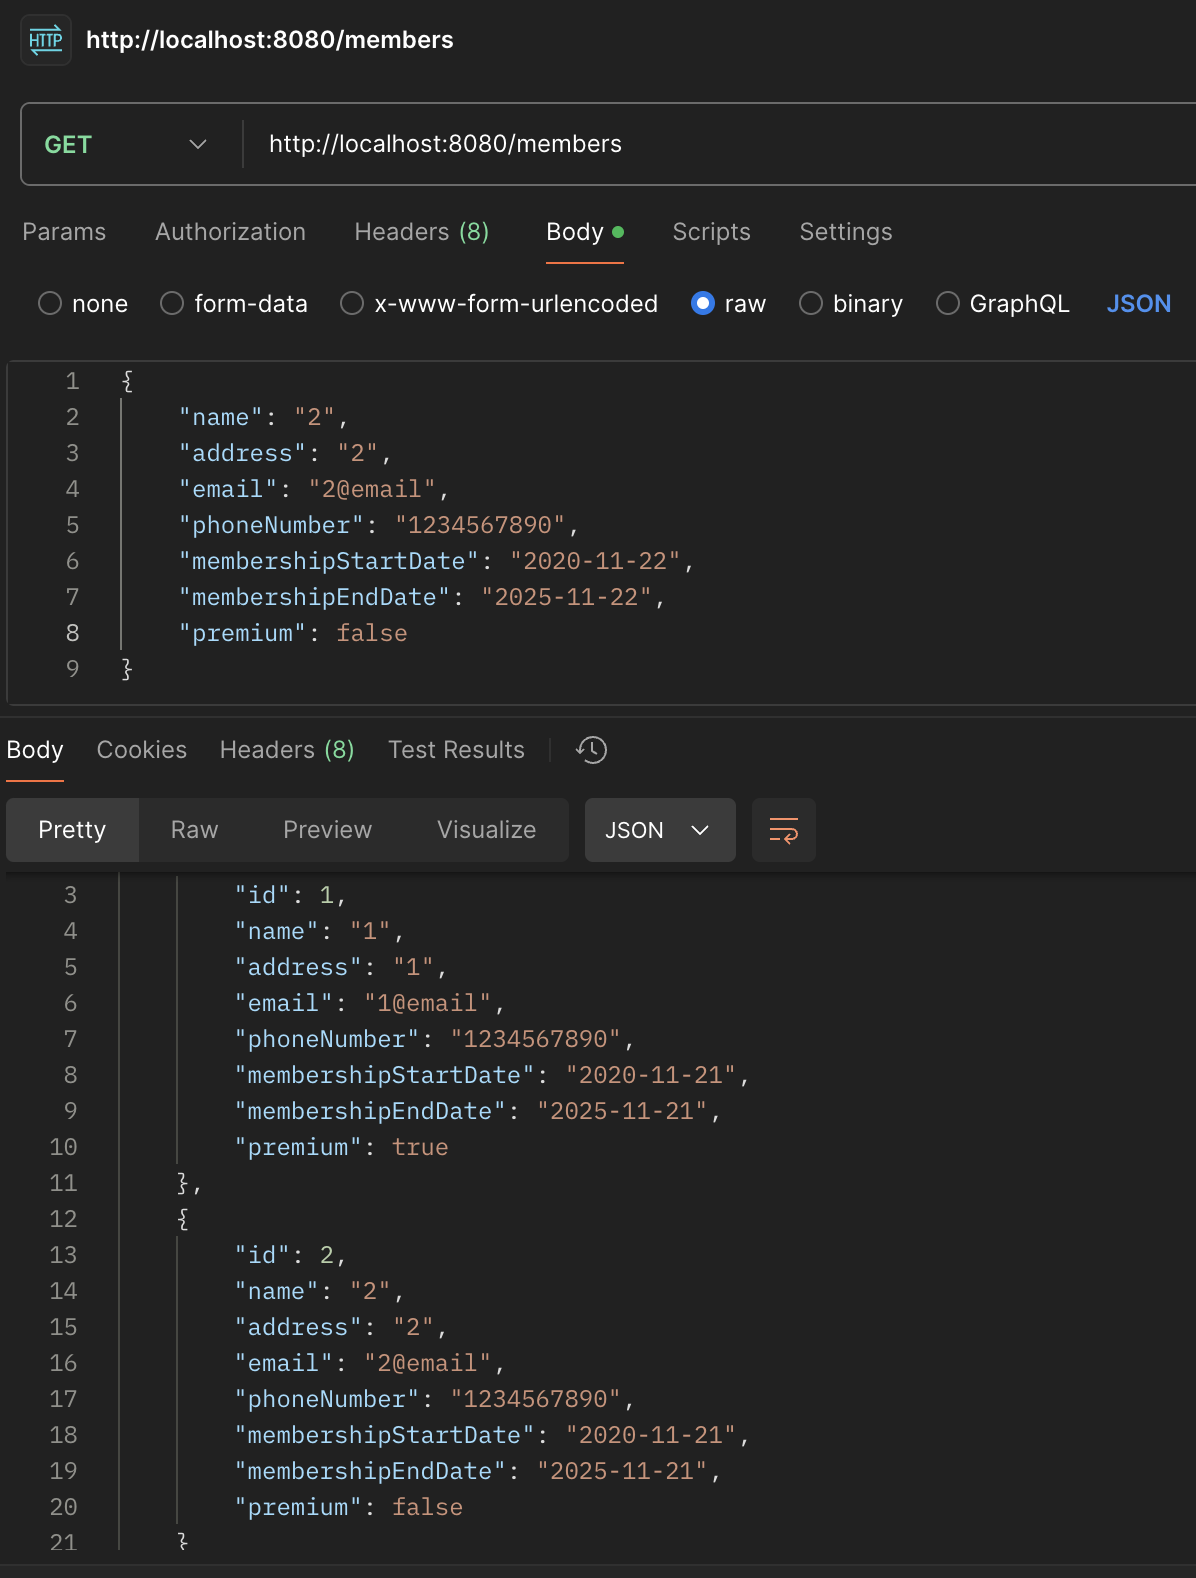 HTTP http://localhost:8080/members
GET http://localhost:8080/members
Params Authorization Headers (8) Body Scripts Settings
none form-data x-www-form-urlencoded raw binary GraphQL JSON
1 {
2 "name": "2",
3 "address": "2",
4 "email": "2@email",
5 "phoneNumber": "1234567890",
6 "membershipStartDate": "2020-11-22",
7 "membershipEndDate": "2025-11-22",
8 "premium": false
9 }
Body Cookies Headers (8) Test Results
Pretty Raw Preview Visualize JSON
3 "id": 1,
4 "name": "1",
5 "address": "1",
6 "email": "1@email",
7 "phoneNumber": "1234567890",
8 "membershipStartDate": "2020-11-21",
9 "membershipEndDate": "2025-11-21",
10 "premium": true
11 },
12 {
13 "id": 2,
14 "name": "2",
15 "address": "2",
16 "email": "2@email",
17 "phoneNumber": "1234567890",
18 "membershipStartDate": "2020-11-21",
19 "membershipEndDate": "2025-11-21",
20 "premium": false
21 }